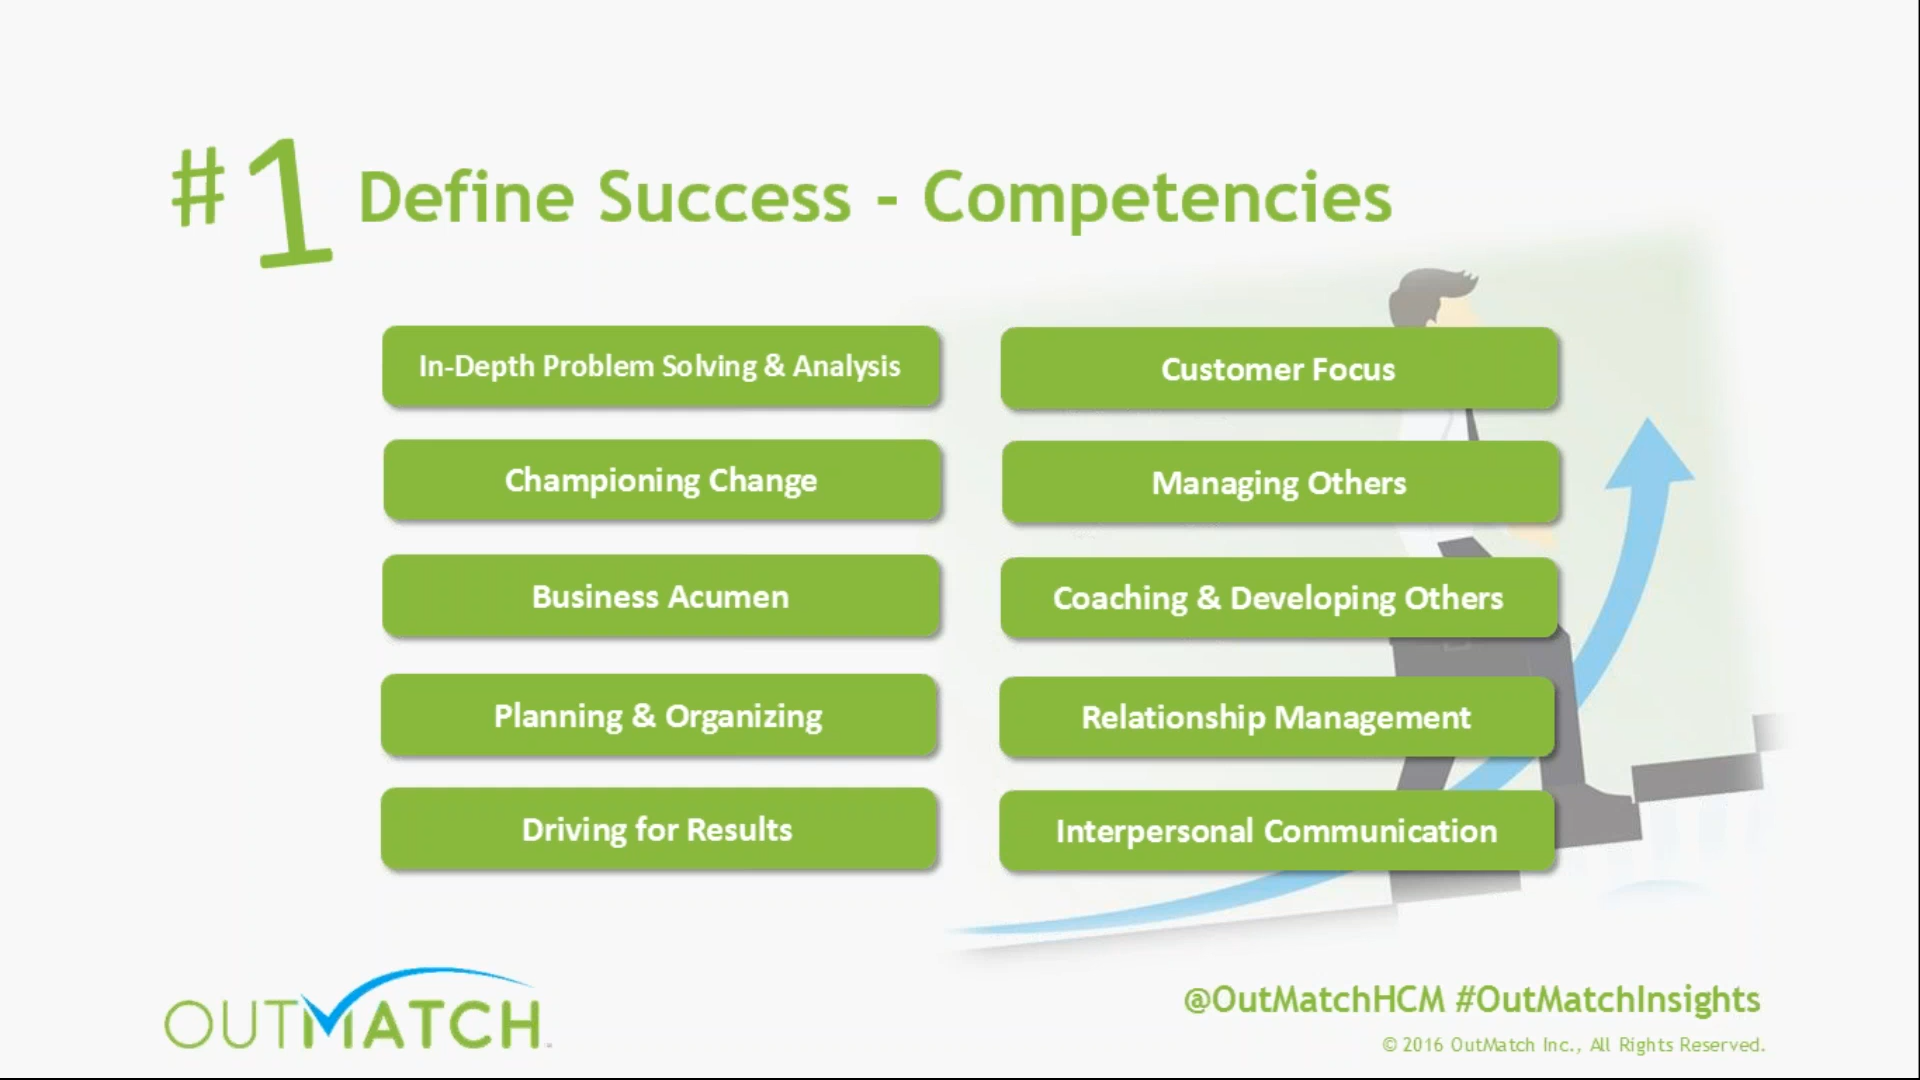 #1 Define Success - Competencies
In-Depth Problem Solving & Analysis
Championing Change
Business Acumen
Planning & Organizing
Driving for Results
Customer Focus
Managing Others
Coaching & Developing Others
Relationship Management
Interpersonal Communication
OUTMATCH
@OutMatchHCM #OutMatchInsights
© 2016 OutMatch Inc., All Rights Reserved.